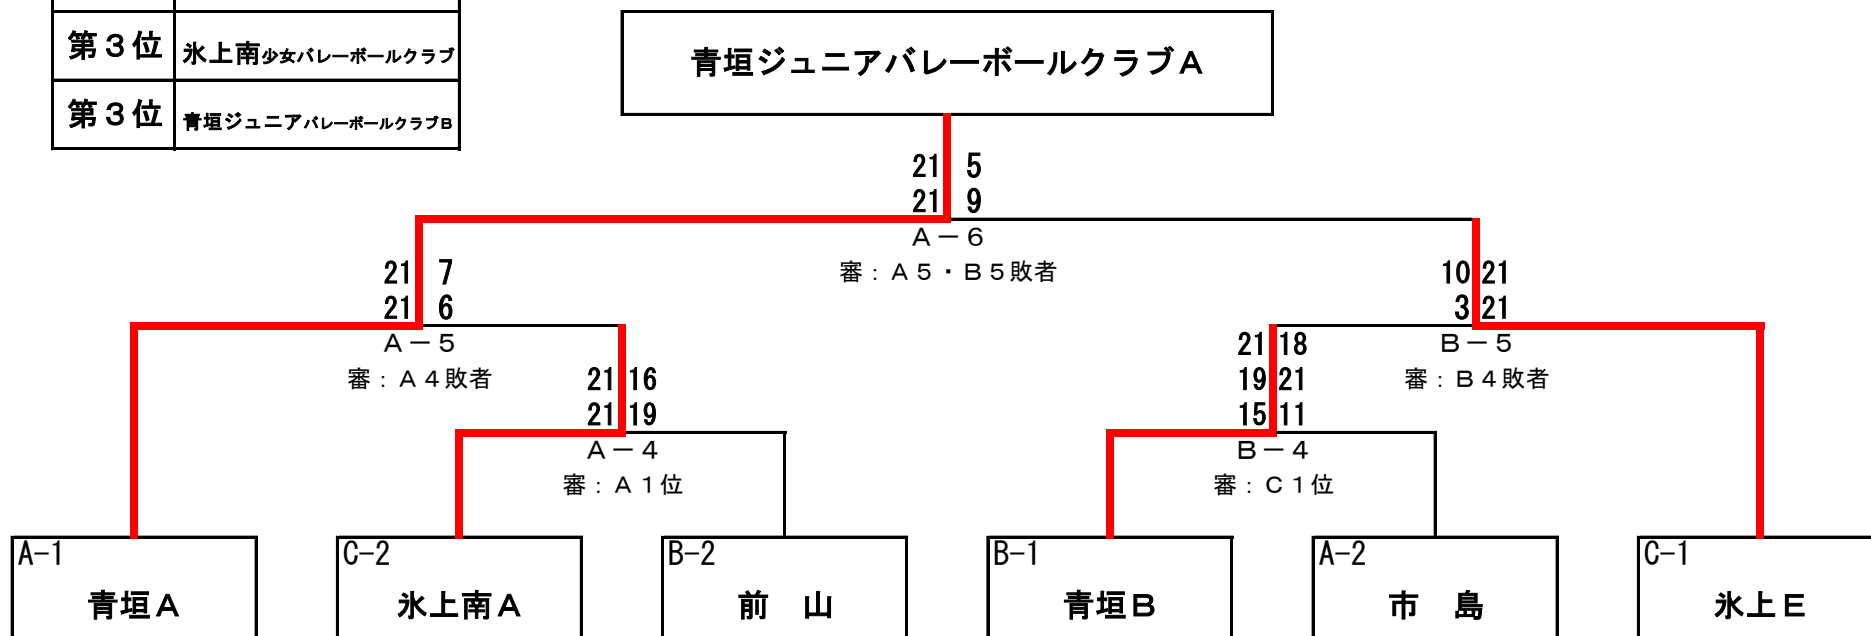 第３位 氷上南少女バレーボールクラブ
第３位 青垣ジュニアバレーボールクラブB
青垣ジュニアバレーボールクラブＡ
21 5
21 9
Ａ－６
審：Ａ５・Ｂ５敗者
21 7
21 6
Ａ－５
審：Ａ４敗者
10 21
3 21
Ｂ－５
審：Ｂ４敗者
21 16
21 19
Ａ－４
審：Ａ１位
21 18
19 21
15 11
Ｂ－４
審：Ｃ１位
A-1
青垣Ａ
C-2
氷上南Ａ
B-2
前　山
B-1
青垣Ｂ
A-2
市　島
C-1
氷上Ｅ